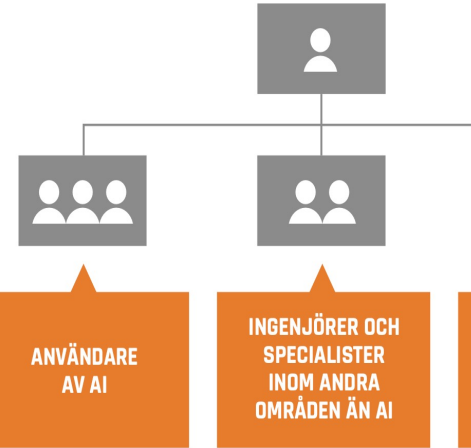 ANVÄNDARE
AV AI
INGENJÖRER OCH
SPECIALISTER
INOM ANDRA
OMRÅDEN ÄN AI